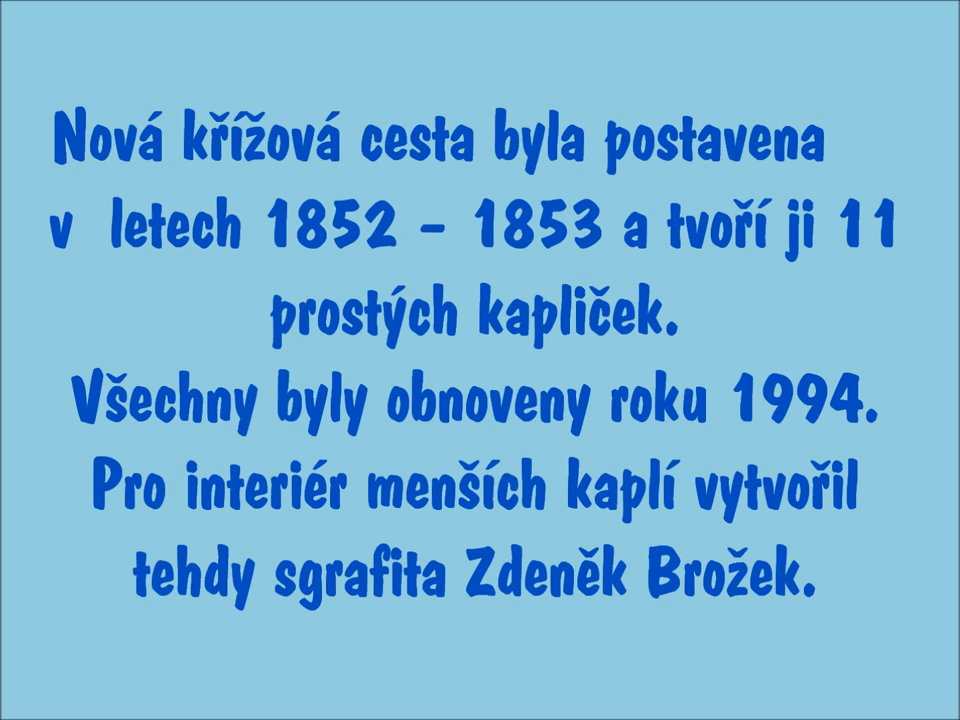 Nová křížová cesta byla postavena
v letech 1852 – 1853 a tvoří ji 11
prostých kapliček.
Všechny byly obnoveny roku 1994.
Pro interiér menších kaplí vytvořil
tehdy sgrafita Zdeněk Brožek.